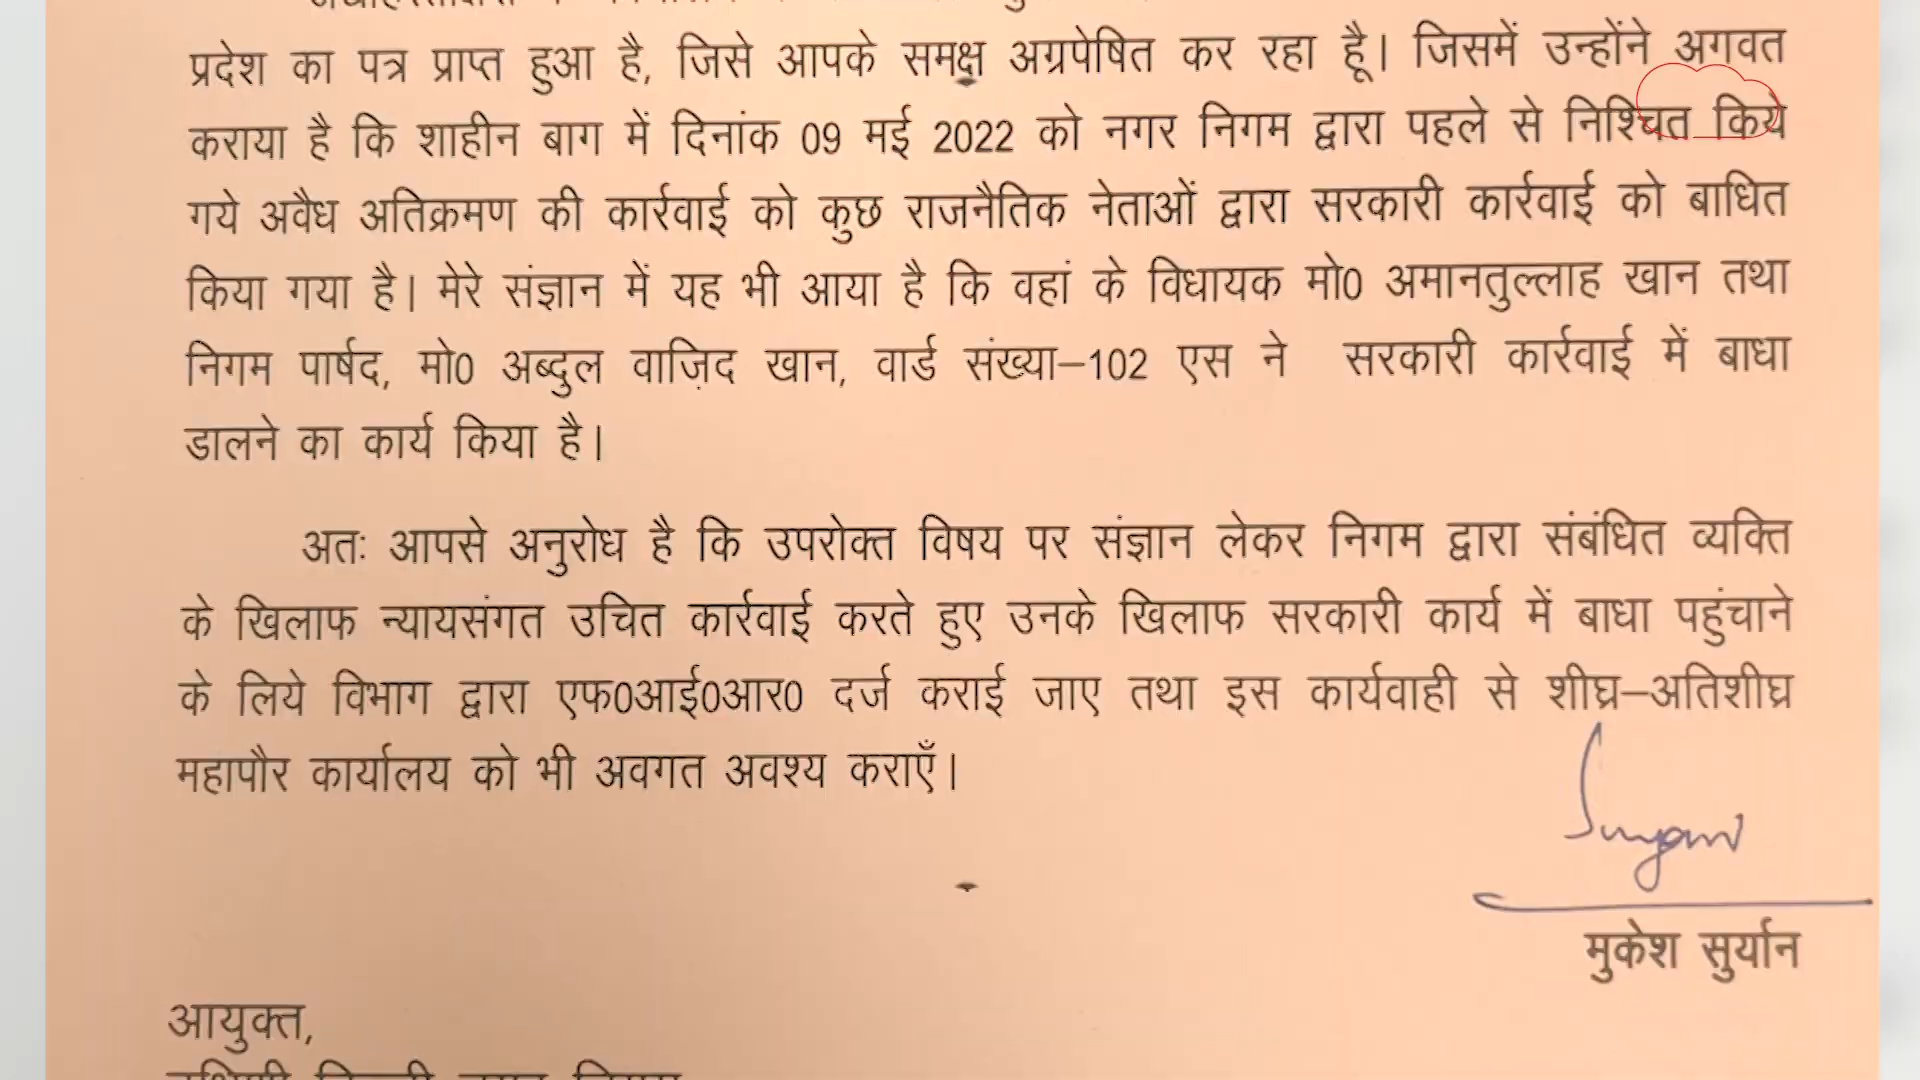 प्रदेश का पत्र प्राप्त हुआ है, जिसे आपके समक्ष अग्रपेषित कर रहा हूँ। जिसमें उन्होंने अगवत
कराया है कि शाहीन बाग में दिनांक 09 मई 2022 को नगर निगम द्वारा पहले से निश्चित किये
गये अवैध अतिक्रमण की कार्रवाई को कुछ राजनैतिक नेताओं द्वारा सरकारी कार्रवाई को बाधित
किया गया है। मेरे संज्ञान में यह भी आया है कि वहां के विधायक मो0 अमानतुल्लाह खान तथा
निगम पार्षद, मो0 अब्दुल वाज़िद खान, वार्ड संख्या–102 एस ने सरकारी कार्रवाई में बाधा
डालने का कार्य किया है।
अतः आपसे अनुरोध है कि उपरोक्त विषय पर संज्ञान लेकर निगम द्वारा संबंधित व्यक्ति
के खिलाफ न्यायसंगत उचित कार्रवाई करते हुए उनके खिलाफ सरकारी कार्य में बाधा पहुंचाने
के लिये विभाग द्वारा एफ0आई0आर0 दर्ज कराई जाए तथा इस कार्यवाही से शीघ्र–अतिशीघ्र
महापौर कार्यालय को भी अवगत अवश्य कराएँ।
मुकेश सुर्यान
आयुक्त,